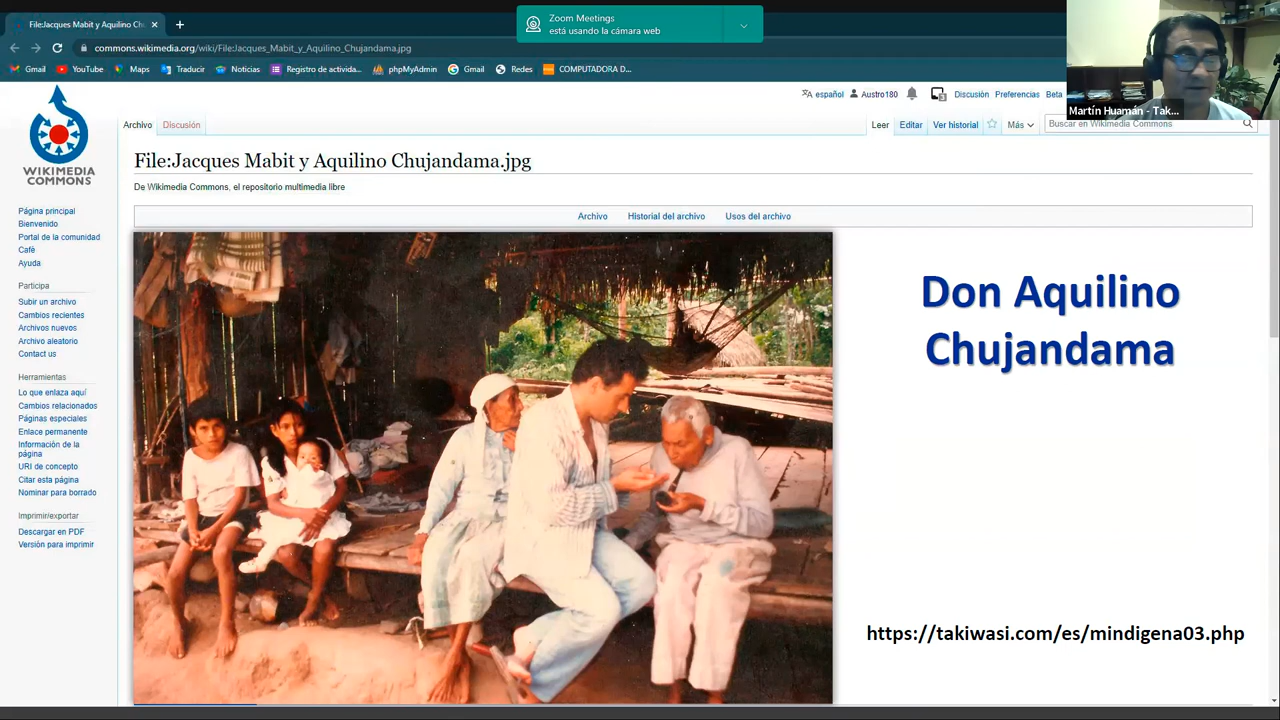 File:Jacques Mabit y Aquilino Chu
Zoom Meetings
está usando la cámara web
commons.wikimedia.org/wiki/File:Jacques_Mabit_y_Aquilino_Chujandama.jpg
Gmail YouTube Maps Traducir Noticias Registro de activida... phpMyAdmin Gmail Redes COMPUTADORA D...
Martín Huamán - Tak...
español Austro180 Discusión Preferencias Beta
Archivo Discusión Leer Editar Ver historial Más Buscar en Wikimedia Commons
WIKIMEDIA
COMMONS
File:Jacques Mabit y Aquilino Chujandama.jpg
De Wikimedia Commons, el repositorio multimedia libre
Archivo Historial del archivo Usos del archivo
Página principal
Bienvenido
Portal de la comunidad
Café
Ayuda
Participa
Subir un archivo
Cambios recientes
Archivos nuevos
Archivo aleatorio
Contact us
Herramientas
Lo que enlaza aquí
Cambios relacionados
Páginas especiales
Enlace permanente
Información de la
página
URI de concepto
Citar esta página
Nominar para borrado
Imprimir/exportar
Descargar en PDF
Versión para imprimir
Don Aquilino
Chujandama
https://takiwasi.com/es/mindigena03.php